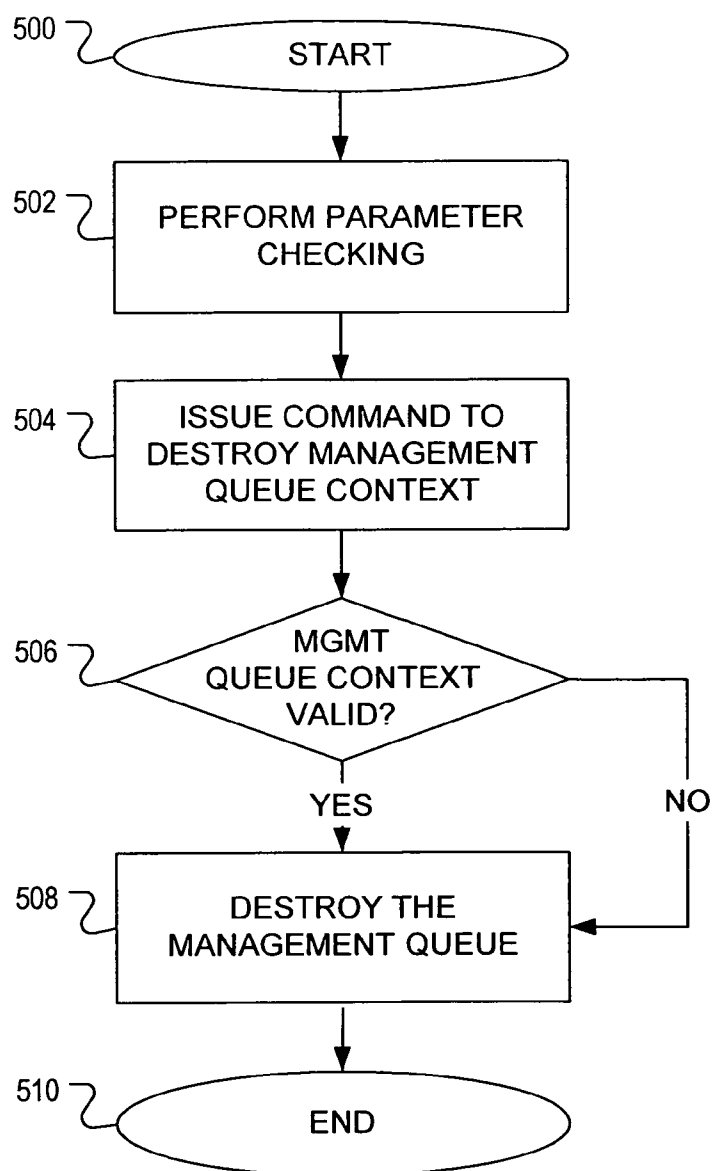 500
START
502
PERFORM PARAMETER
CHECKING
504
ISSUE COMMAND TO
DESTROY MANAGEMENT
QUEUE CONTEXT
506
MGMT
QUEUE CONTEXT
VALID?
YES
NO
508
DESTROY THE
MANAGEMENT QUEUE
510
END